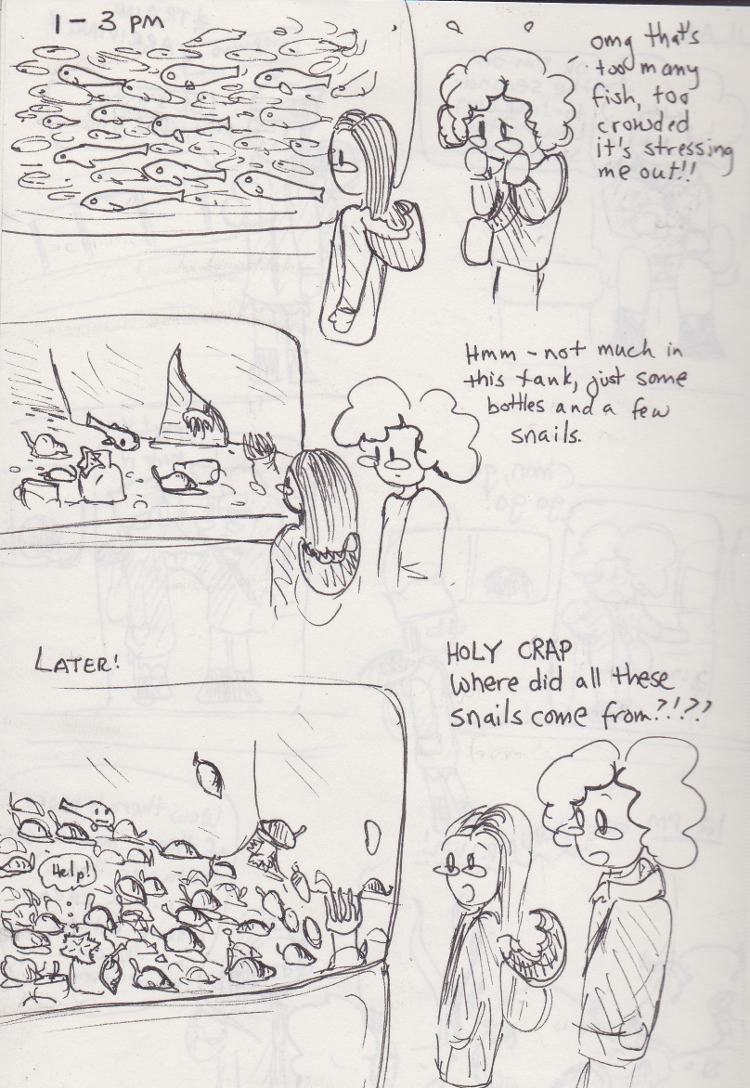 1 - 3 PM
omg that's
too many
fish, too
crowded
it's stressing
me out!!
Hmm - not much in
this tank, just some
bottles and a few
snails.
LATER!
HOLY CRAP
Where did all these
snails come from?!??
Help!